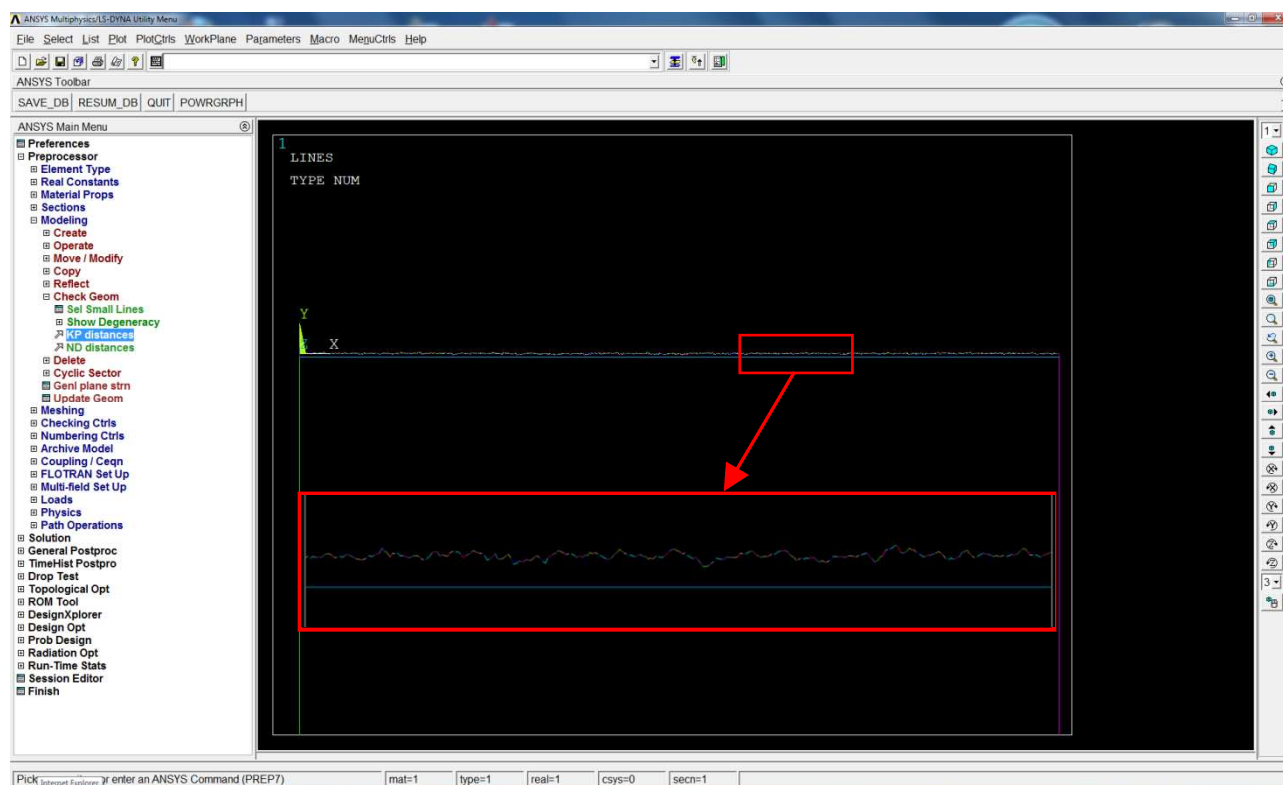 ANSYS Multiphysics/LS-DYNA Utility Menu
File Select List Plot PlotCtrls WorkPlane Parameters Macro MenuCtrls Help
ANSYS Toolbar
SAVE_DB RESUM_DB QUIT POWRGRPH
ANSYS Main Menu
Preferences
Preprocessor
Element Type
Real Constants
Material Props
Sections
Modeling
Create
Operate
Move / Modify
Copy
Reflect
Check Geom
Sel Small Lines
Show Degeneracy
KP distances
ND distances
Delete
Cyclic Sector
Genl plane strn
Update Geom
Meshing
Checking Ctrls
Numbering Ctrls
Archive Model
Coupling / Ceqn
FLOTRAN Set Up
Multi-field Set Up
Loads
Physics
Path Operations
Solution
General Postproc
TimeHist Postpro
Drop Test
Topological Opt
ROM Tool
DesignXplorer
Design Opt
Prob Design
Radiation Opt
Run-Time Stats
Session Editor
Finish
1
LINES
TYPE NUM
Y
X
1
3
Pick or enter an ANSYS Command (PREP7) mat=1 type=1 real=1 csys=0 secn=1
Internet Explorer